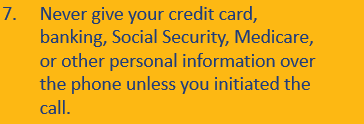 7. Never give your credit card,
banking, Social Security, Medicare,
or other personal information over
the phone unless you initiated the
call.